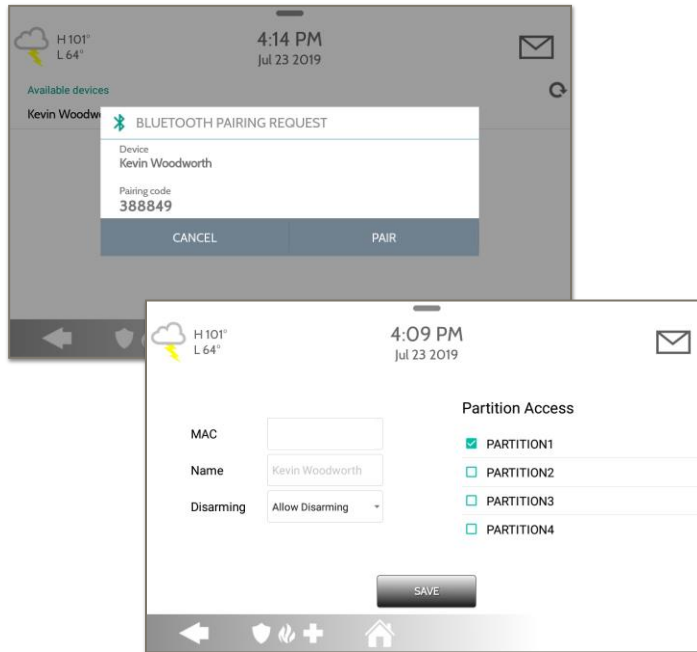 H 101°
L 64°
4:14 PM
Jul 23 2019
Available devices
Kevin Woodw
BLUETOOTH PAIRING REQUEST
Device
Kevin Woodworth
Pairing code
388849
CANCEL
PAIR
H 101°
L 64°
4:09 PM
Jul 23 2019
MAC
Name
Kevin Woodworth
Disarming
Allow Disarming
Partition Access
PARTITION1
PARTITION2
PARTITION3
PARTITION4
SAVE